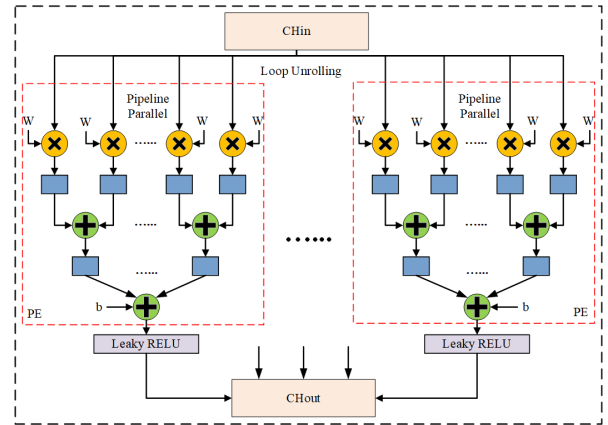 CHin
Loop Unrolling
Pipeline
Parallel
Pipeline
Parallel
W W W W W W W W
...... ......
...... ......
.......
...... ......
b b
PE PE
Leaky RELU Leaky RELU
CHout